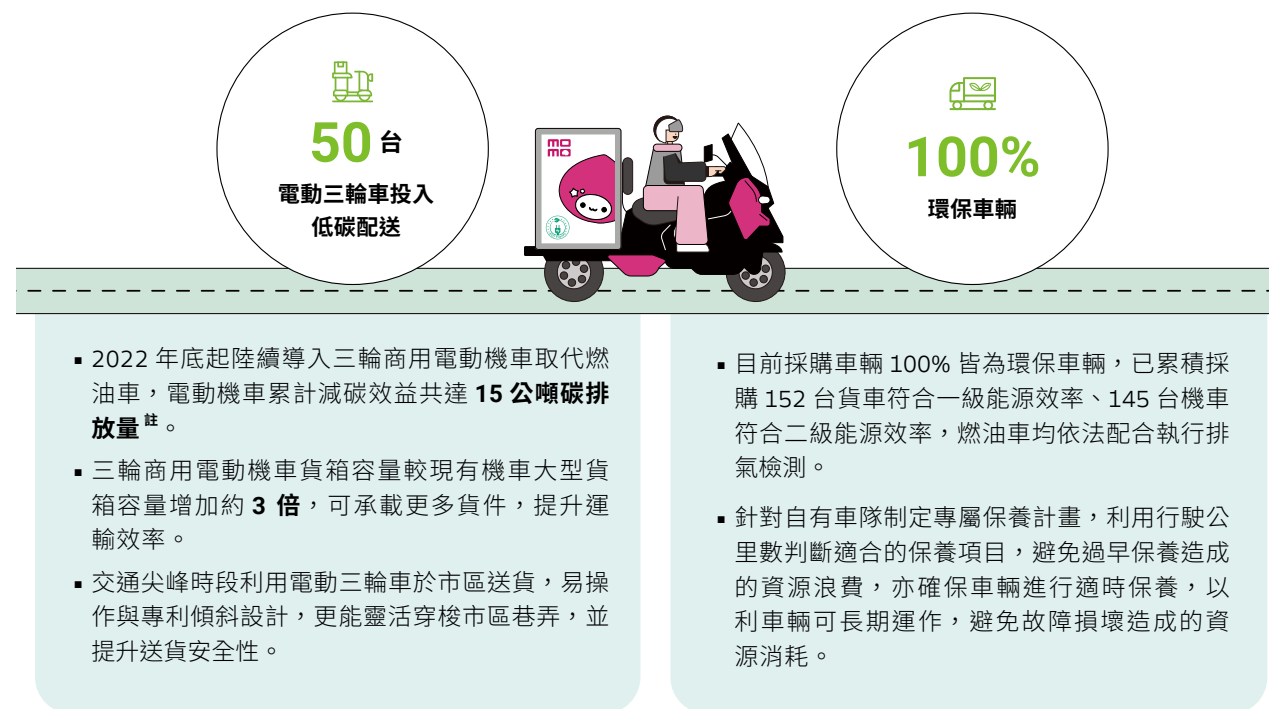 50 台
電動三輪車投入
低碳配送
momo
100%
環保車輛
▪ 2022 年底起陸續導入三輪商用電動機車取代燃
油車，電動機車累計減碳效益共達 15 公噸碳排
放量 註。
▪ 三輪商用電動機車貨箱容量較現有機車大型貨
箱容量增加約 3 倍，可承載更多貨件，提升運
輸效率。
▪ 交通尖峰時段利用電動三輪車於市區送貨，易操
作與專利傾斜設計，更能靈活穿梭市區巷弄，並
提升送貨安全性。
▪ 目前採購車輛 100% 皆為環保車輛，已累積採
購 152 台貨車符合一級能源效率、145 台機車
符合二級能源效率，燃油車均依法配合執行排
氣檢測。
▪ 針對自有車隊制定專屬保養計畫，利用行駛公
里數判斷適合的保養項目，避免過早保養造成
的資源浪費，亦確保車輛進行適時保養，以
利車輛可長期運作，避免故障損壞造成的資
源消耗。